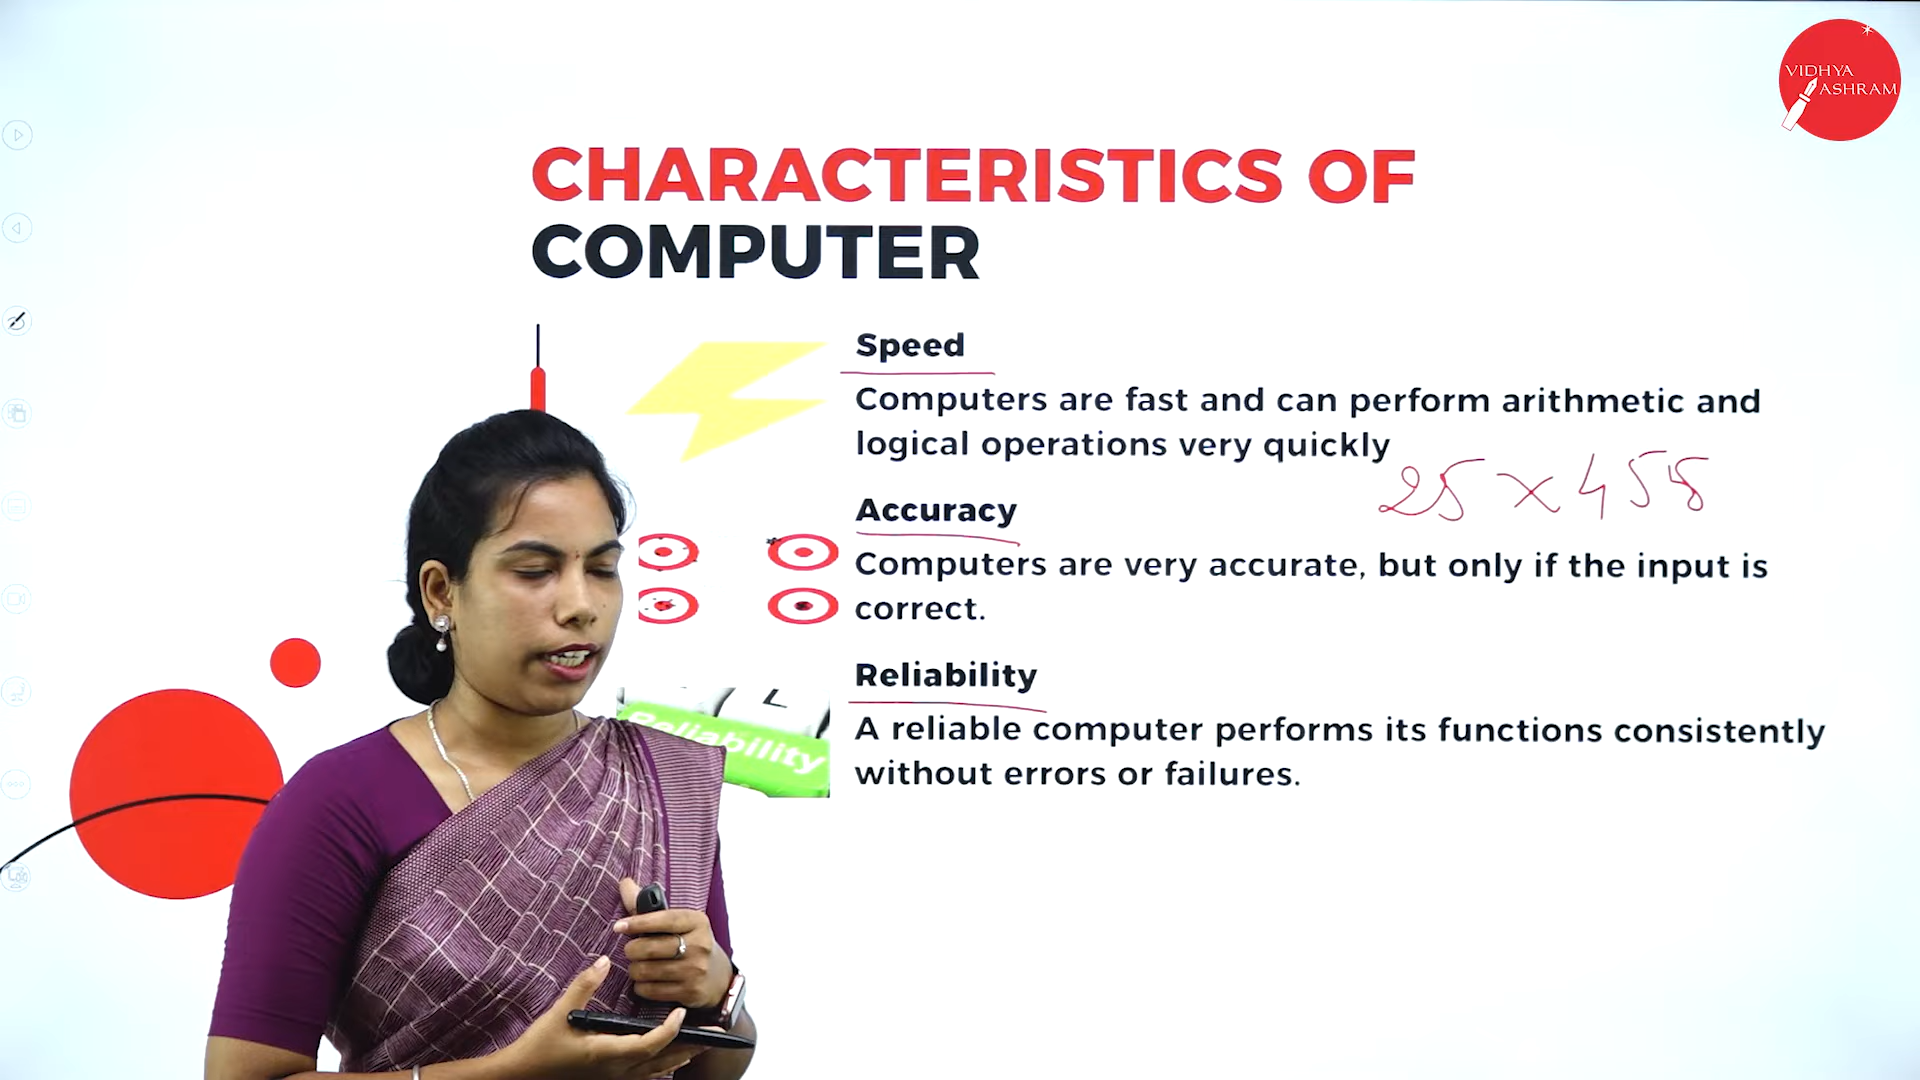 VIDHYA
ASHRAM
CHARACTERISTICS OF
COMPUTER
Speed
Computers are fast and can perform arithmetic and
logical operations very quickly
25 x 458
Accuracy
Computers are very accurate, but only if the input is
correct.
Reliability
Reliability
A reliable computer performs its functions consistently
without errors or failures.